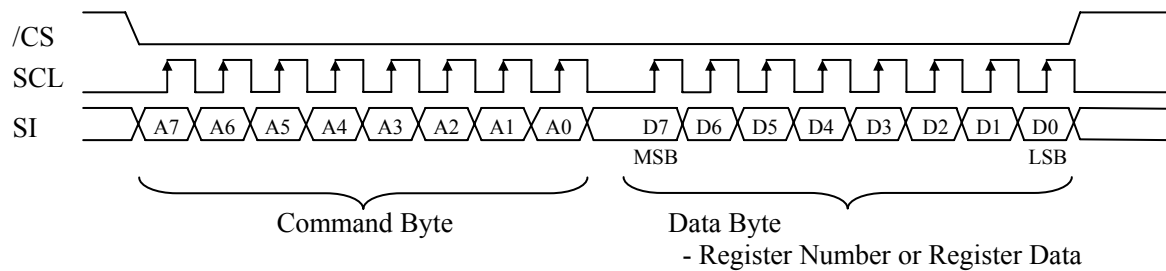 /CS
SCL
SI A7 A6 A5 A4 A3 A2 A1 A0 D7 D6 D5 D4 D3 D2 D1 D0
MSB LSB
Command Byte Data Byte
- Register Number or Register Data